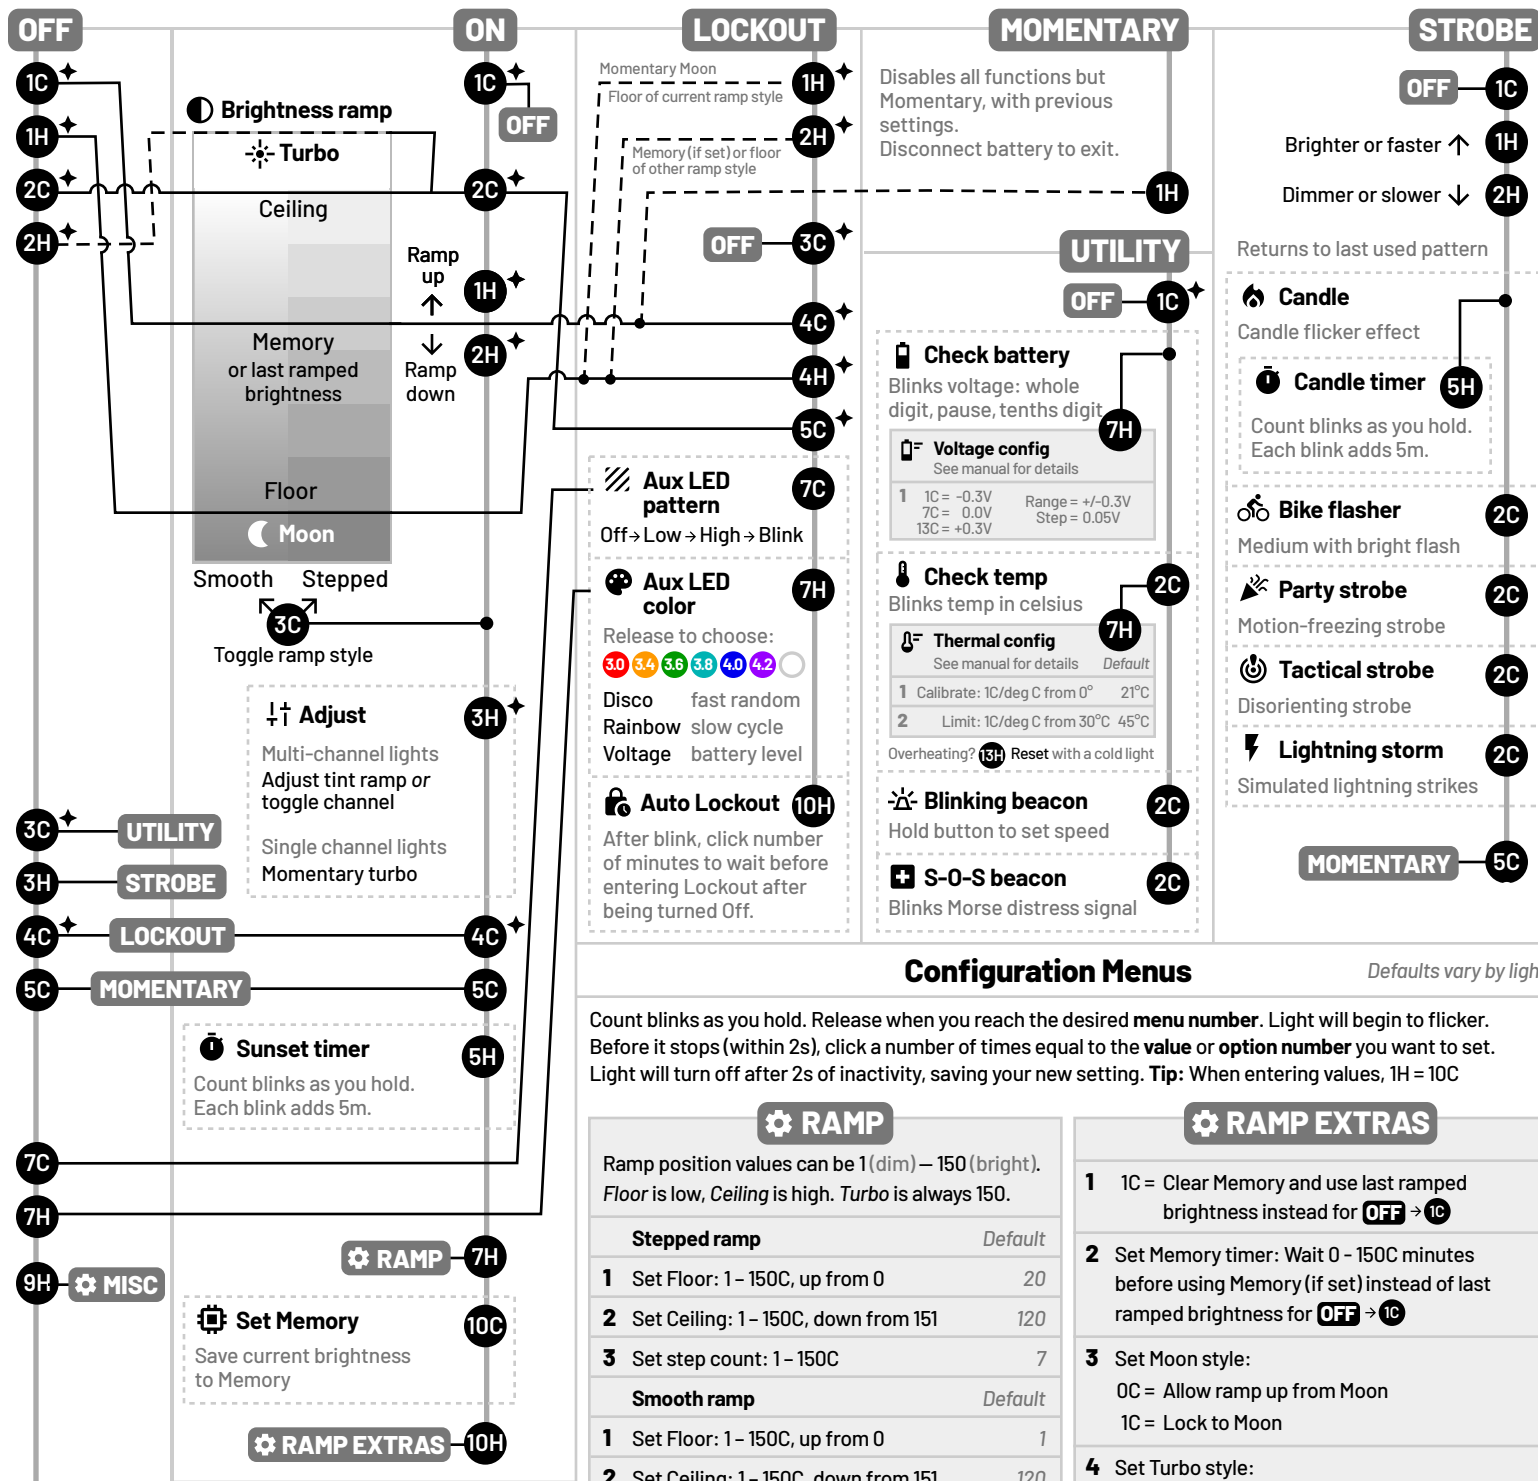 OFF
ON
LOCKOUT
MOMENTARY
STROBE
1C
1H
2C
2H
Brightness ramp
Turbo
Ceiling
Memory
or last ramped
brightness
Floor
Moon
Smooth Stepped
3C
Toggle ramp style
1C
OFF
2C
Ramp
up
1H
2H
Ramp
down
Adjust
3H
Multi-channel lights
Adjust tint ramp or
toggle channel
Single channel lights
Momentary turbo
3C
UTILITY
3H
STROBE
4C
LOCKOUT
4C
5C
MOMENTARY
5C
Sunset timer
5H
Count blinks as you hold.
Each blink adds 5m.
7C
7H
RAMP
7H
9H
MISC
Set Memory
10C
Save current brightness
to Memory
RAMP EXTRAS
10H
Momentary Moon
1H
Floor of current ramp style
2H
Memory (if set) or floor
of other ramp style
OFF
3C
4C
4H
5C
Aux LED
pattern
7C
Off→Low→High→Blink
Aux LED
color
7H
Release to choose:
3.0 3.4 3.6 3.8 4.0 4.2
Disco fast random
Rainbow slow cycle
Voltage battery level
Auto Lockout
10H
After blink, click number
of minutes to wait before
entering Lockout after
being turned Off.
Disables all functions but
Momentary, with previous
settings.
Disconnect battery to exit.
1H
UTILITY
OFF
1C
Check battery
Blinks voltage: whole
digit, pause, tenths digit
7H
Voltage config
See manual for details
1 1C = -0.3V
7C = 0.0V
13C = +0.3V
Range = +/-0.3V
Step = 0.05V
Check temp
2C
Blinks temp in celsius
7H
Thermal config
See manual for details Default
1 Calibrate: 1C/deg C from 0° 21°C
2 Limit: 1C/deg C from 30°C 45°C
Overheating? 13H Reset with a cold light
Blinking beacon
2C
Hold button to set speed
S-O-S beacon
2C
Blinks Morse distress signal
OFF
1C
Brighter or faster ↑ 1H
Dimmer or slower ↓ 2H
Returns to last used pattern
Candle
Candle flicker effect
Candle timer
5H
Count blinks as you hold.
Each blink adds 5m.
Bike flasher
2C
Medium with bright flash
Party strobe
2C
Motion-freezing strobe
Tactical strobe
2C
Disorienting strobe
Lightning storm
2C
Simulated lightning strikes
MOMENTARY
5C
Configuration Menus
Defaults vary by ligh
Count blinks as you hold. Release when you reach the desired menu number. Light will begin to flicker.
Before it stops (within 2s), click a number of times equal to the value or option number you want to set.
Light will turn off after 2s of inactivity, saving your new setting. Tip: When entering values, 1H = 10C
RAMP
Ramp position values can be 1 (dim) – 150 (bright).
Floor is low, Ceiling is high. Turbo is always 150.
Stepped ramp Default
1 Set Floor: 1 – 150C, up from 0 20
2 Set Ceiling: 1 – 150C, down from 151 120
3 Set step count: 1 – 150C 7
Smooth ramp Default
1 Set Floor: 1 – 150C, up from 0 1
2 Set Ceiling: 1 – 150C, down from 151 120
RAMP EXTRAS
1 1C = Clear Memory and use last ramped
brightness instead for OFF → 1C
2 Set Memory timer: Wait 0 - 150C minutes
before using Memory (if set) instead of last
ramped brightness for OFF → 1C
3 Set Moon style:
0C = Allow ramp up from Moon
1C = Lock to Moon
4 Set Turbo style: